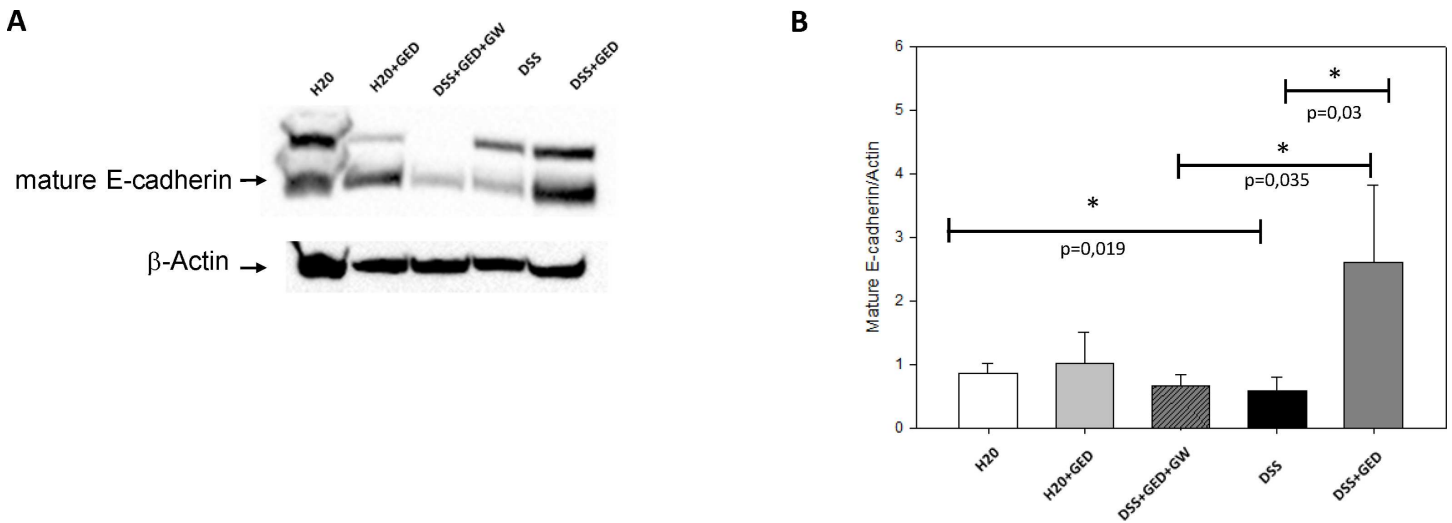 A
H20
H20+GED
DSS+GED+GW
DSS
DSS+GED
mature E-cadherin
β-Actin
B
Mature E-cadherin/Actin
6
5
4
3
2
1
0
*
p=0,03
*
p=0,035
*
p=0,019
H20
H20+GED
DSS+GED+GW
DSS
DSS+GED